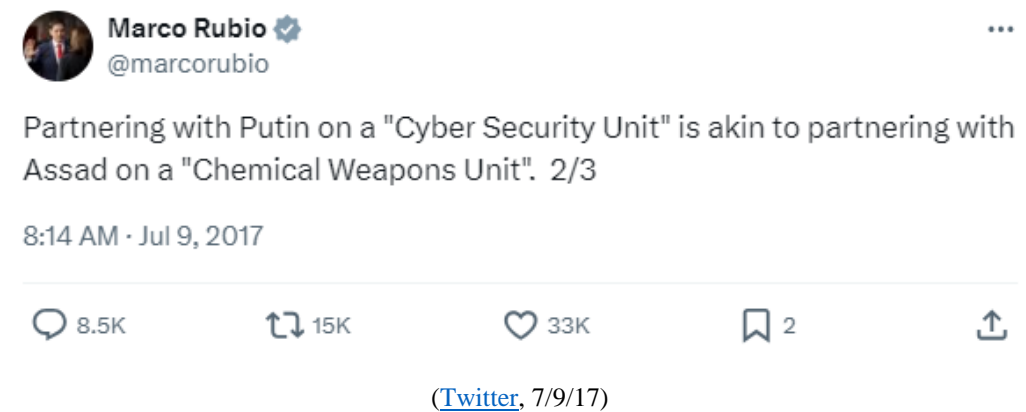 Marco Rubio
@marcorubio
Partnering with Putin on a "Cyber Security Unit" is akin to partnering with
Assad on a "Chemical Weapons Unit".  2/3
8:14 AM · Jul 9, 2017
8.5K 15K 33K 2
(Twitter, 7/9/17)